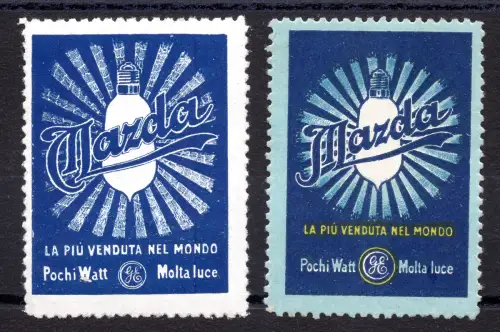 Mazda
LA PIÙ VENDUTA NEL MONDO
Pochi Watt GE Molta luce
Mazda
LA PIÙ VENDUTA NEL MONDO
Pochi Watt GE Molta luce